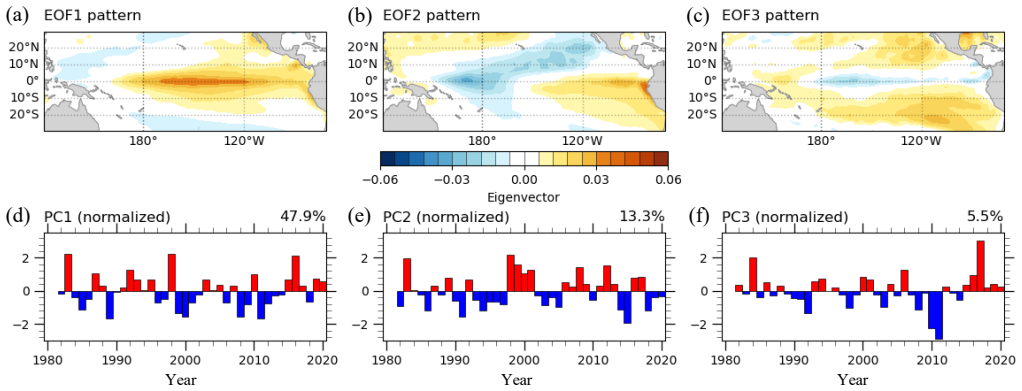 (a) EOF1 pattern
(b) EOF2 pattern
(c) EOF3 pattern
20°N
10°N
0°
10°S
20°S
180° 120°W
20°N
10°N
0°
10°S
20°S
180° 120°W
20°N
10°N
0°
10°S
20°S
180° 120°W
−0.06 −0.03 0.00 0.03 0.06
Eigenvector
(d) PC1 (normalized) 47.9%
2
0
−2
1980 1990 2000 2010 2020
Year
(e) PC2 (normalized) 13.3%
2
0
−2
1980 1990 2000 2010 2020
Year
(f) PC3 (normalized) 5.5%
2
0
−2
1980 1990 2000 2010 2020
Year